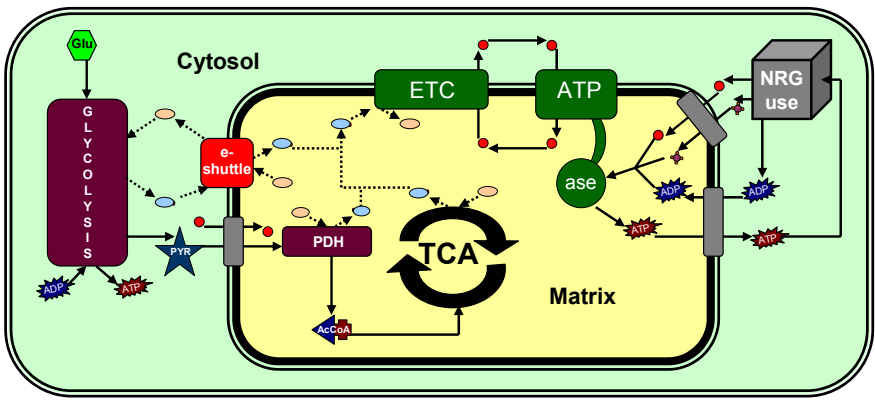 Glu
Cytosol
GLYCOLYSIS
e-
shuttle
ETC
ATP
ase
NRG
use
ADP
ADP
ATP
ATP
PYR
PDH
TCA
Matrix
ADP
ATP
AcCoA